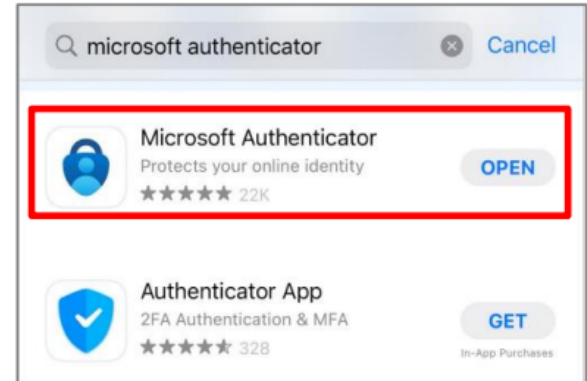 microsoft authenticator Cancel
Microsoft Authenticator
Protects your online identity
OPEN
22K
Authenticator App
2FA Authentication & MFA
GET
328
In-App Purchases